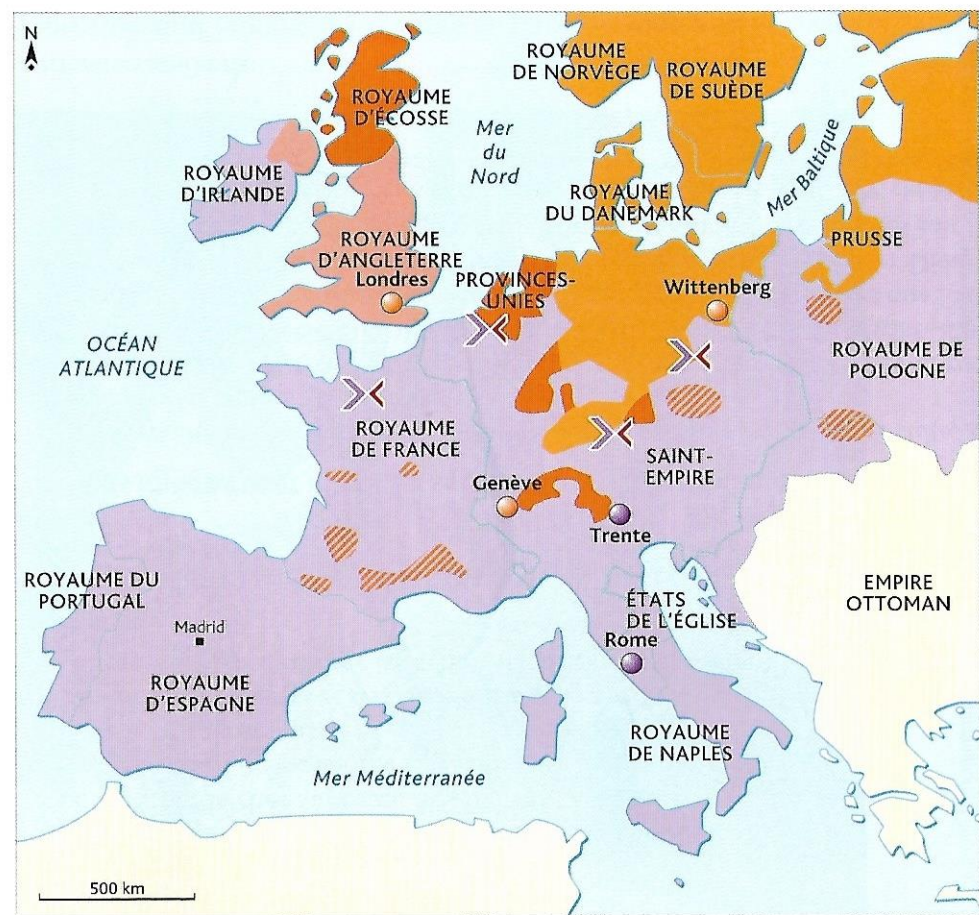 N
ROYAUME
DE NORVÈGE
ROYAUME
DE SUÈDE
ROYAUME
D'ÉCOSSE
Mer
du
Nord
Mer Baltique
ROYAUME
D'IRLANDE
ROYAUME
DU DANEMARK
PRUSSE
ROYAUME
D'ANGLETERRE
Londres
PROVINCES-
UNIES
Wittenberg
OCÉAN
ATLANTIQUE
ROYAUME DE
POLOGNE
ROYAUME
DE FRANCE
SAINT-
EMPIRE
Genève
Trente
ROYAUME DU
PORTUGAL
Madrid
ÉTATS
DE L'ÉGLISE
Rome
EMPIRE
OTTOMAN
ROYAUME
D'ESPAGNE
ROYAUME
DE NAPLES
Mer Méditerranée
500 km